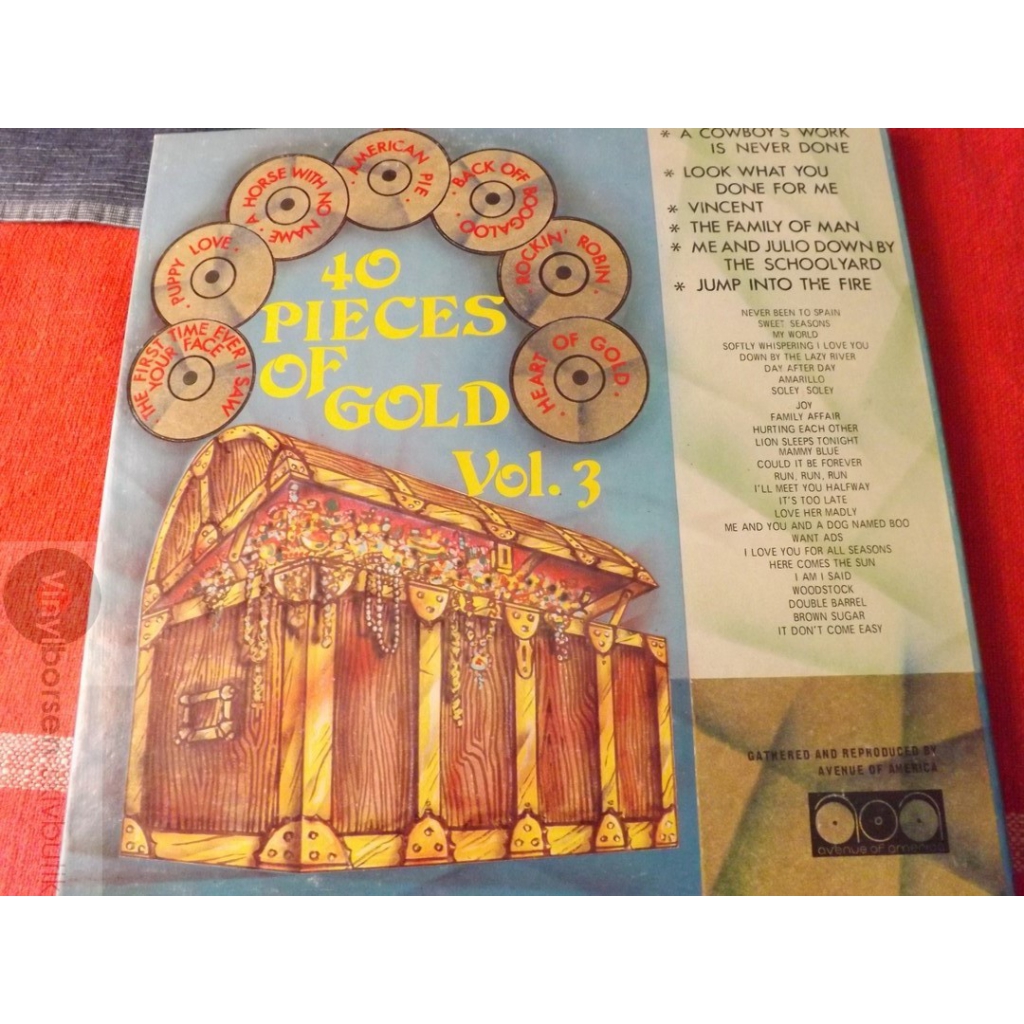 THE FIRST TIME EVER I SAW
YOUR FACE
· PUPPY LOVE ·
· A HORSE WITH NO
NAME ·
· AMERICAN
PIE ·
· BACK OFF
BOOGALOO ·
ROCKIN' ROBIN ·
· HEART OF GOLD ·
40
PIECES
OF
GOLD
Vol. 3
* A COWBOY'S WORK
IS NEVER DONE
* LOOK WHAT YOU
DONE FOR ME
* VINCENT
* THE FAMILY OF MAN
* ME AND JULIO DOWN BY
THE SCHOOLYARD
* JUMP INTO THE FIRE
NEVER BEEN TO SPAIN
SWEET SEASONS
MY WORLD
SOFTLY WHISPERING I LOVE YOU
DOWN BY THE LAZY RIVER
DAY AFTER DAY
AMARILLO
SOLEY SOLEY
JOY
FAMILY AFFAIR
HURTING EACH OTHER
LION SLEEPS TONIGHT
MAMMY BLUE
COULD IT BE FOREVER
RUN, RUN, RUN
I'LL MEET YOU HALFWAY
IT'S TOO LATE
LOVE HER MADLY
ME AND YOU AND A DOG NAMED BOO
WANT ADS
I LOVE YOU FOR ALL SEASONS
HERE COMES THE SUN
I AM I SAID
WOODSTOCK
DOUBLE BARREL
BROWN SUGAR
IT DON'T COME EASY
GATHERED AND REPRODUCED BY
AVENUE OF AMERICA
aoa
avenue of america